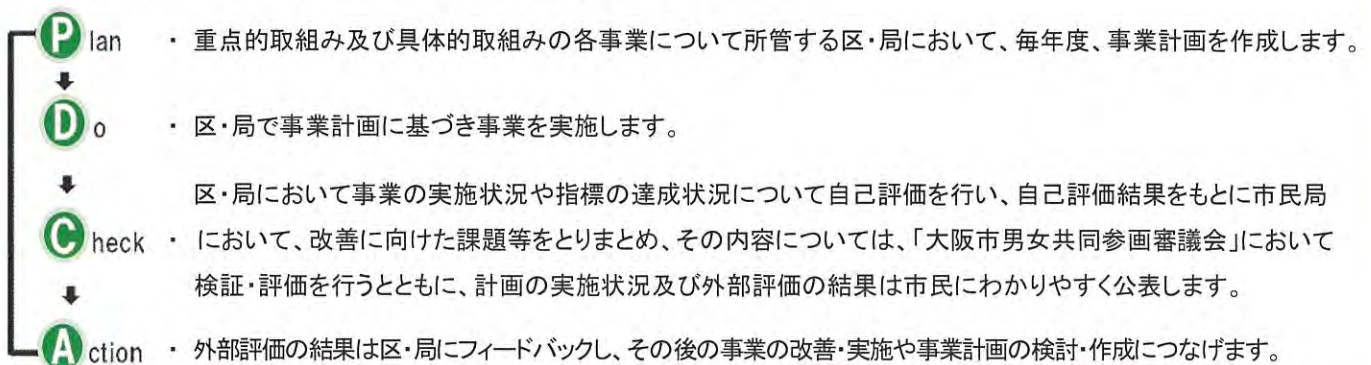 Plan ・ 重点的取組み及び具体的取組みの各事業について所管する区・局において、毎年度、事業計画を作成します。
Do ・ 区・局で事業計画に基づき事業を実施します。
区・局において事業の実施状況や指標の達成状況について自己評価を行い、自己評価結果をもとに市民局
Check ・ において、改善に向けた課題等をとりまとめ、その内容については、「大阪市男女共同参画審議会」において
検証・評価を行うとともに、計画の実施状況及び外部評価の結果は市民にわかりやすく公表します。
Action ・ 外部評価の結果は区・局にフィードバックし、その後の事業の改善・実施や事業計画の検討・作成につなげます。